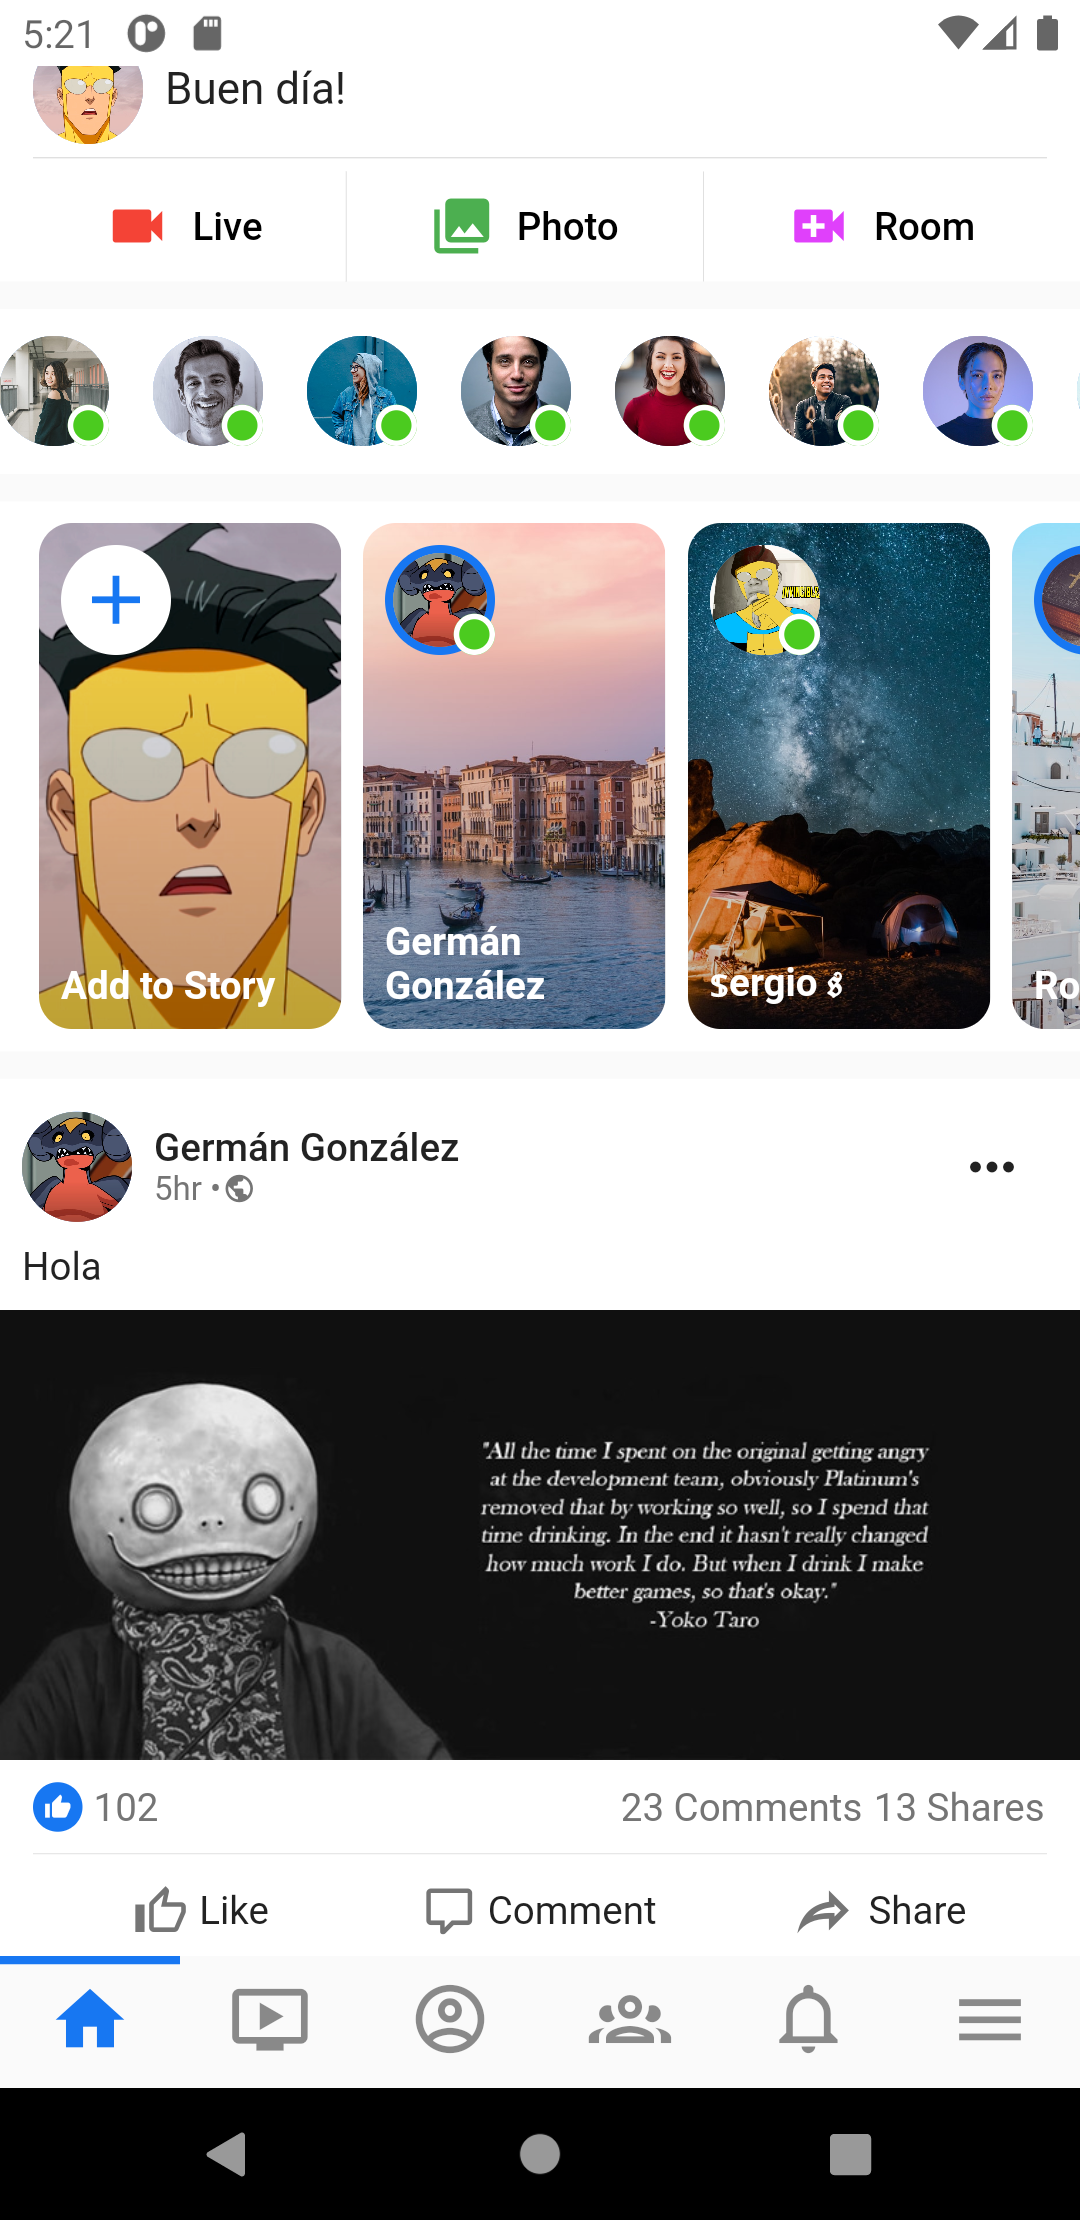 5:21
Buen día!
Live
Photo
Room
Add to Story
Germán
González
sergio
Ro
Germán González
5hr •
Hola
"All the time I spent on the original getting angry
at the development team, obviously Platinum's
removed that by working so well, so I spend that
time drinking. In the end it hasn't really changed
how much work I do. But when I drink I make
better games, so that's okay."
-Yoko Taro
102
23 Comments 13 Shares
Like
Comment
Share